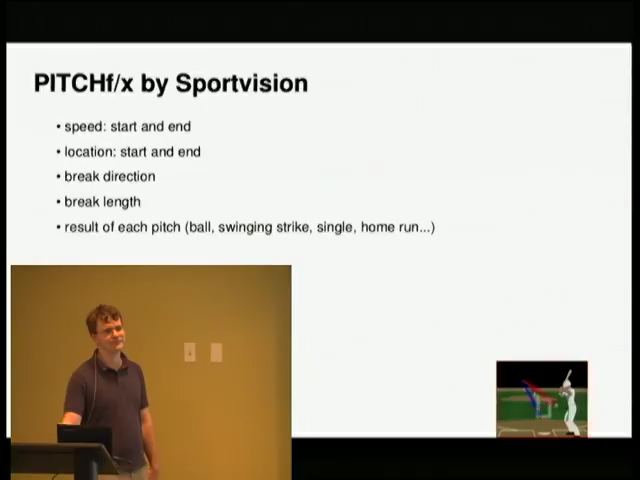 PITCHf/x by Sportvision
• speed: start and end
• location: start and end
• break direction
• break length
• result of each pitch (ball, swinging strike, single, home run...)